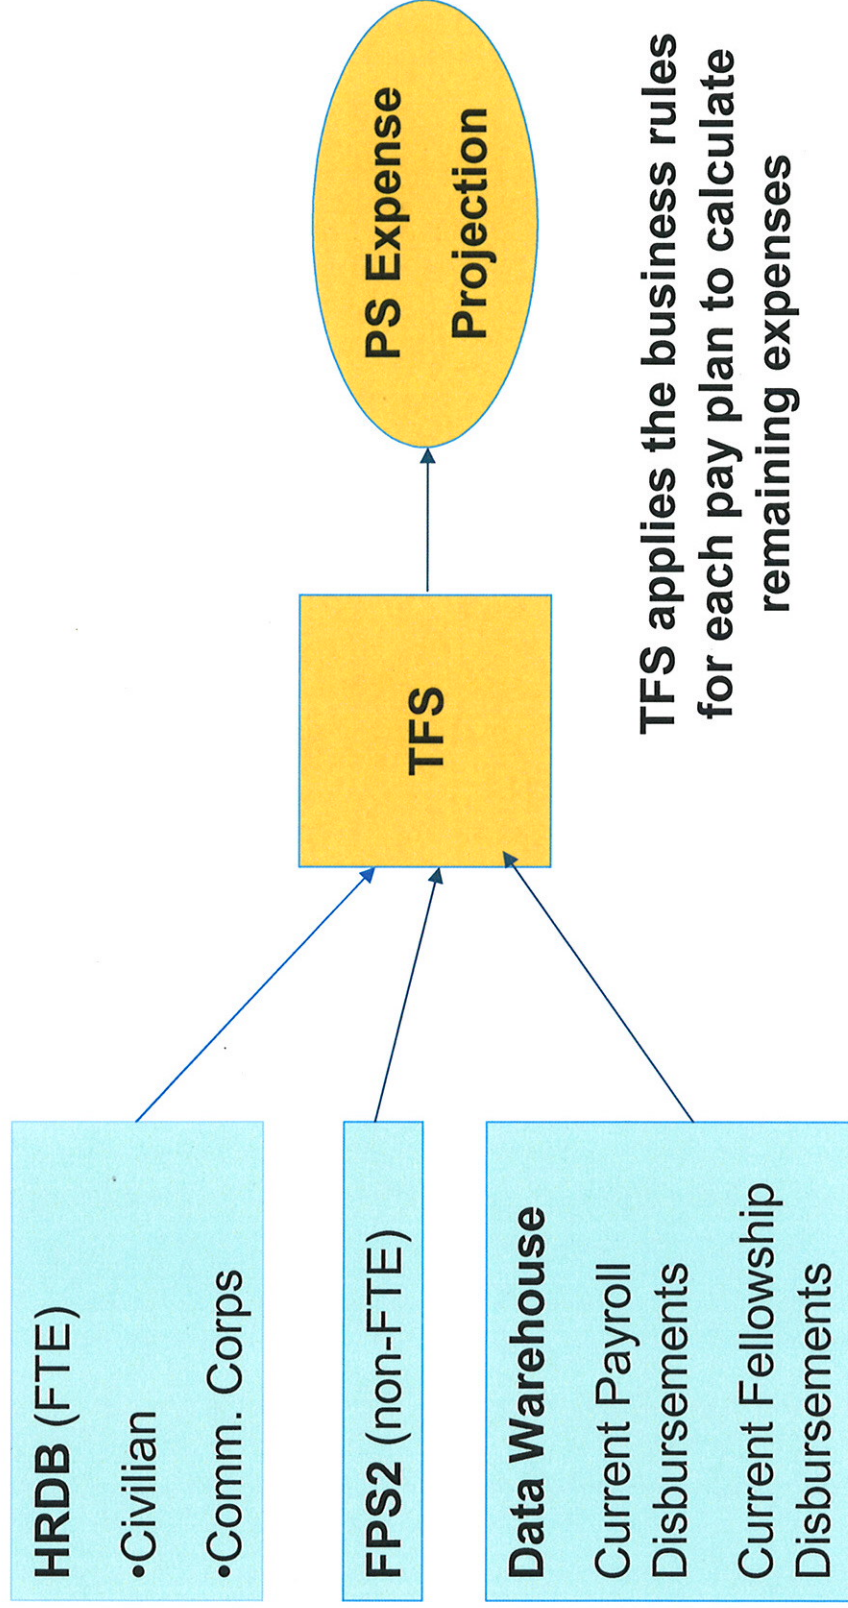 HRDB (FTE)
•Civilian
•Comm. Corps
FPS2 (non-FTE)
Data Warehouse
Current Payroll
Disbursements
Current Fellowship
Disbursements
TFS
PS Expense
Projection
TFS applies the business rules
for each pay plan to calculate
remaining expenses